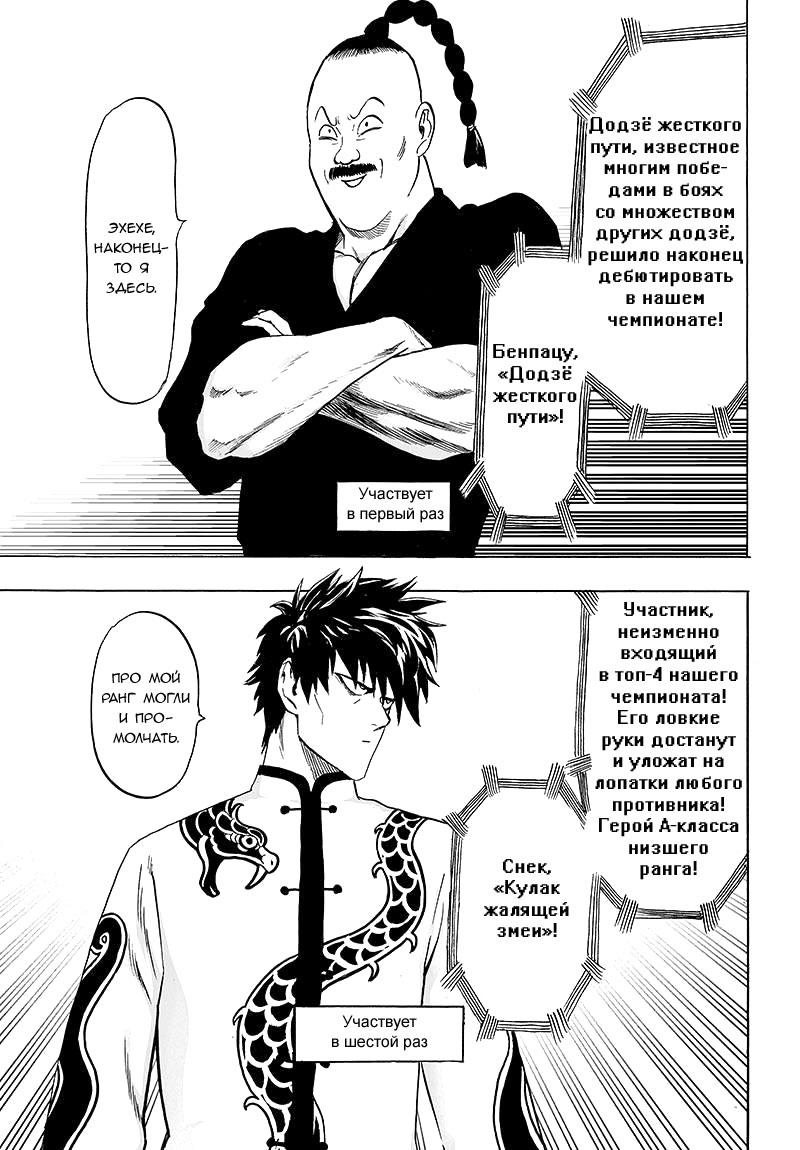 Додзё жесткого
пути, известное
многим побе-
дами в боях
со множеством
других додзё,
решило наконец
дебютировать
в нашем
чемпионате!
Бенпацу,
«Додзё
жесткого
пути»!
Эхехе,
наконец-
то я
здесь.
Участвует
в первый раз
Участник,
неизменно
входящий
в топ-4 нашего
чемпионата!
Его ловкие
руки достанут
и уложат на
лопатки любого
противника!
Герой А-класса
низшего
ранга!
Снек,
«Кулак
жалящей
змеи»!
Про мой
ранг могли
и про-
молчать.
Участвует
в шестой раз